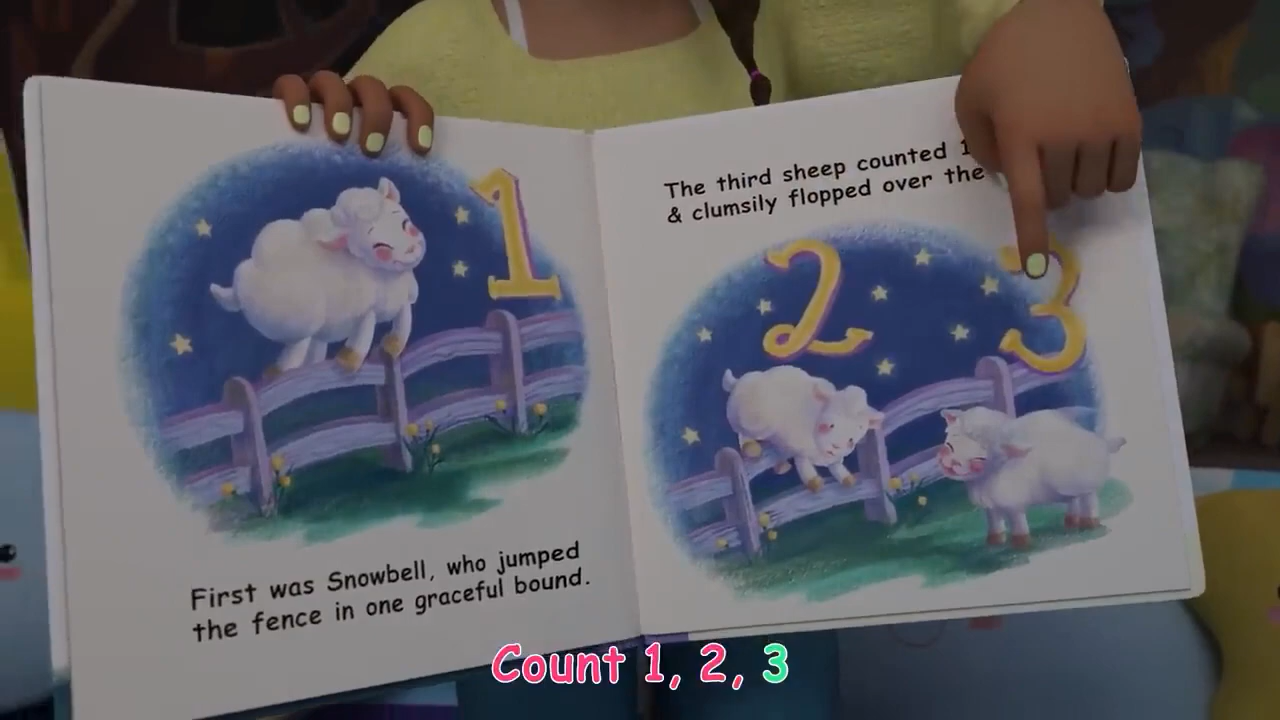 1
First was Snowbell, who jumped
the fence in one graceful bound.
The third sheep counted 1
& clumsily flopped over the
2 3
Count 1, 2, 3